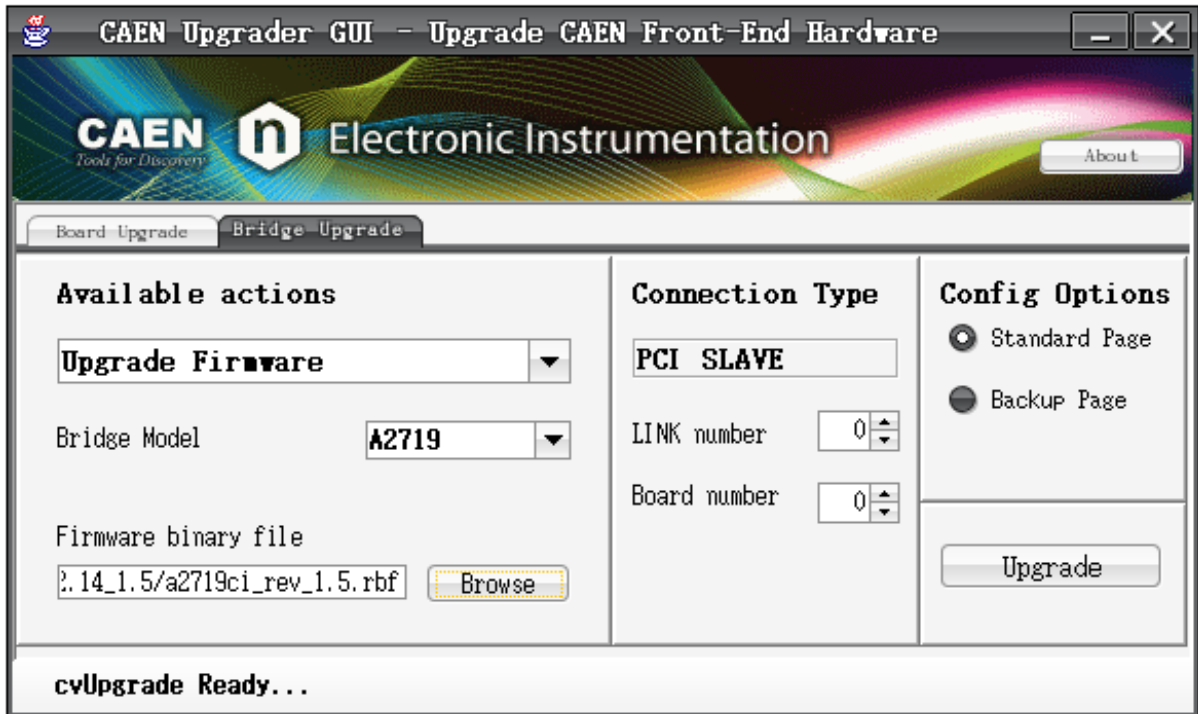 CAEN Upgrader GUI - Upgrade CAEN Front-End Hardware
CAEN n Electronic Instrumentation
Tools for Discovery
About
Board Upgrade Bridge Upgrade
Available actions
Upgrade Firmware
Bridge Model A2719
Firmware binary file
2.14_1.5/a2719ci_rev_1.5.rbf Browse
Connection Type
PCI SLAVE
LINK number 0
Board number 0
Config Options
Standard Page
Backup Page
Upgrade
cvUpgrade Ready...